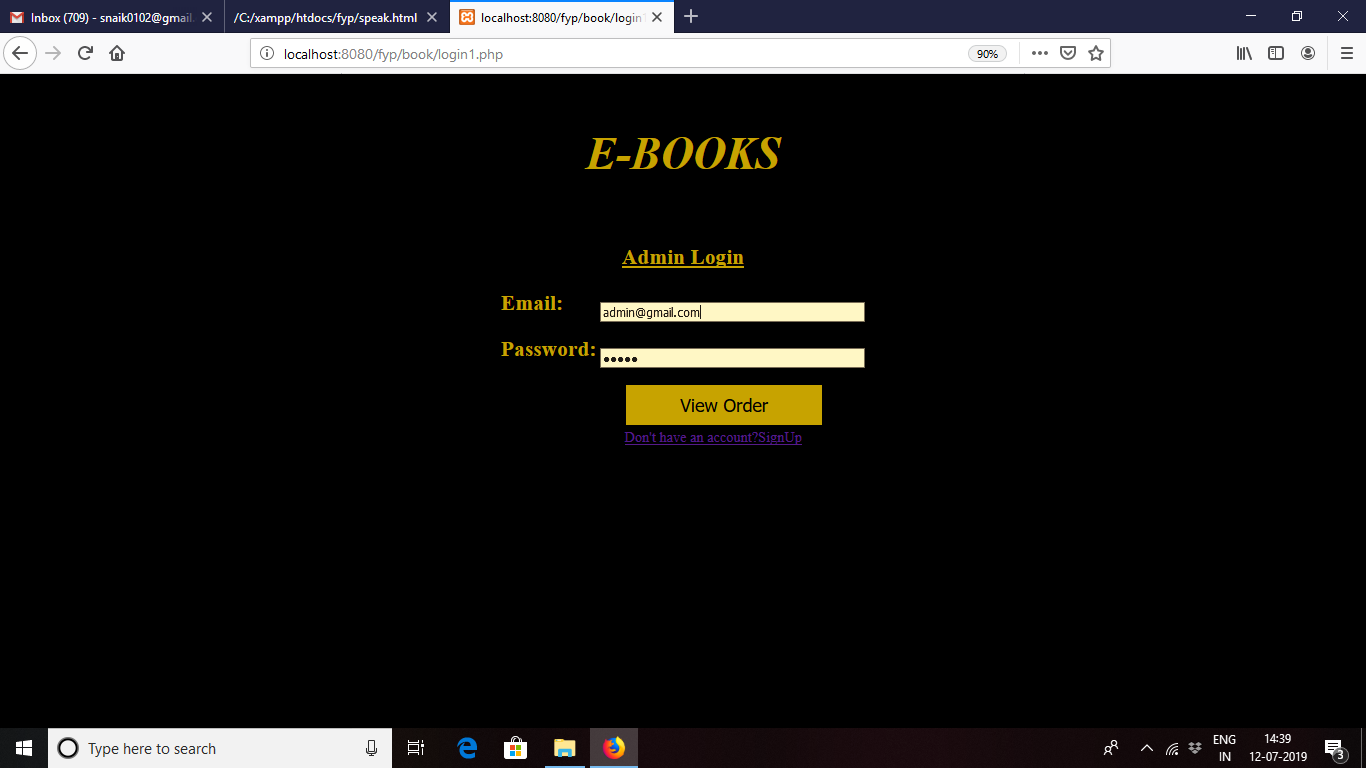 Inbox (709) - snaik0102@gmail.
/C:/xampp/htdocs/fyp/speak.html
localhost:8080/fyp/book/login1
localhost:8080/fyp/book/login1.php
90%
E-BOOKS
Admin Login
Email:
admin@gmail.com
Password:
View Order
Don't have an account?SignUp
Type here to search
ENG
IN
14:39
12-07-2019
3